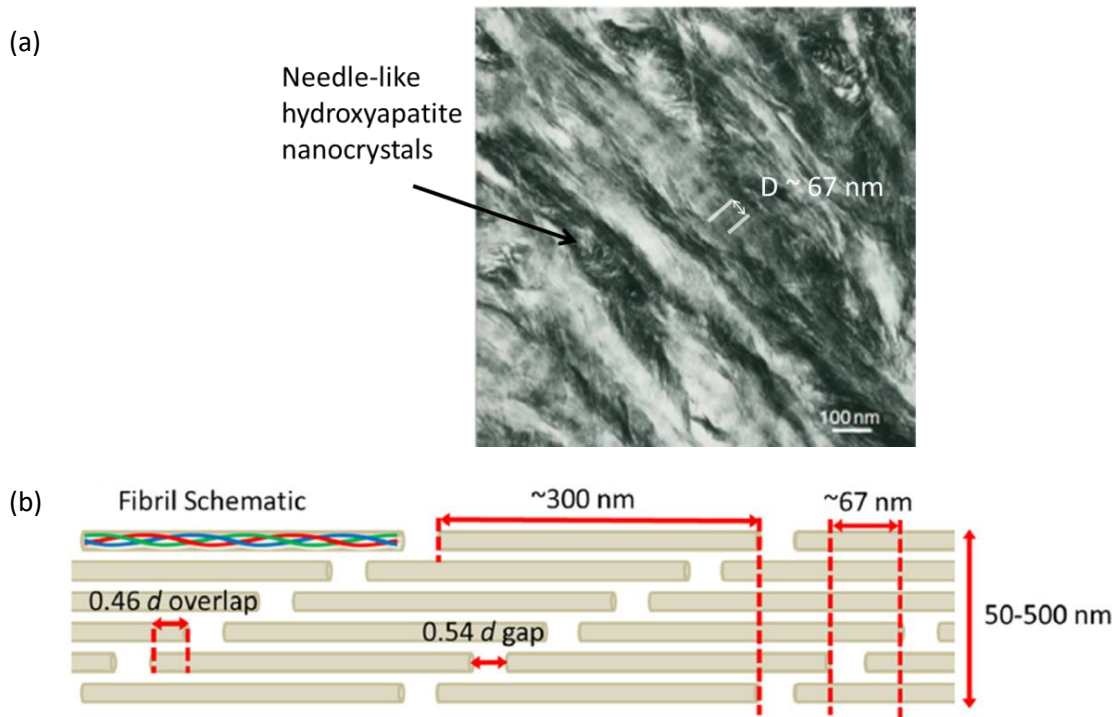 (a)
Needle-like
hydroxyapatite
nanocrystals
D ~ 67 nm
100 nm
(b)
Fibril Schematic
~300 nm
~67 nm
0.46 d overlap
0.54 d gap
50-500 nm